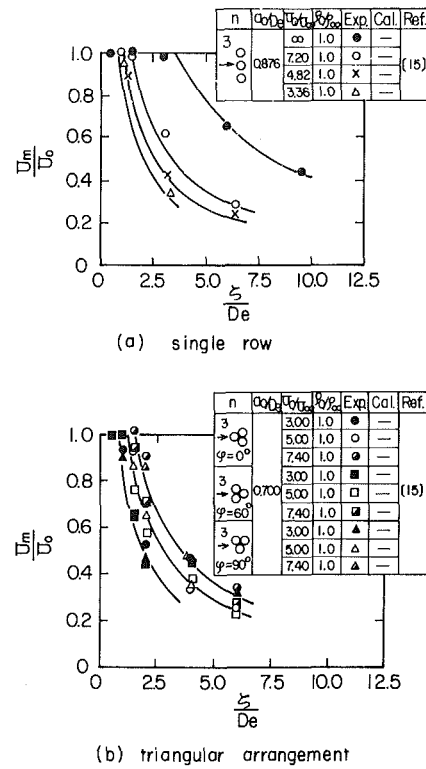 n a₀/De U₀/U∞ ρ₀/ρ∞ Exp. Cal. Ref.
3 → 0.876 ∞ 1.0 ● — (15)
7.20 1.0 ○ —
4.82 1.0 × —
3.36 1.0 △ —
1.0
0.8
0.6
0.4
0.2
Um/U₀
0 2.5 5.0 7.5 10.0 12.5
ξ/De
(a) single row
n a₀/De U₀/U∞ ρ₀/ρ∞ Exp. Cal. Ref.
3 → φ=0° 0.700 3.00 1.0 — (15)
5.00 1.0 —
7.40 1.0 —
3 → φ=60° 3.00 1.0 —
5.00 1.0 —
7.40 1.0 —
3 → φ=90° 3.00 1.0 —
5.00 1.0 —
7.40 1.0 —
1.0
0.8
0.6
0.4
0.2
Um/U₀
0 2.5 5.0 7.5 10.0 12.5
ξ/De
(b) triangular arrangement